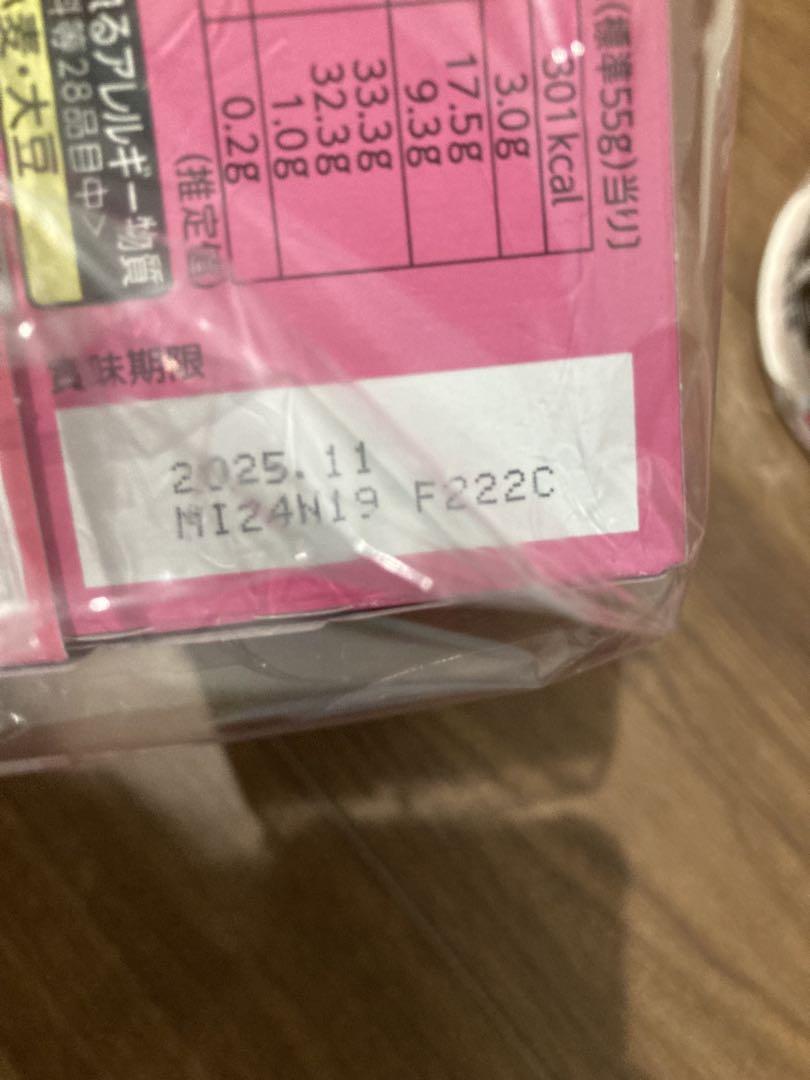 (標準55g)当り〕
301kcal
3.0g
17.5g
9.3g
33.3g
32.3g
1.0g
0.2g
(推定値)
るアレルギー物質
等28品目中>
麦・大豆
賞味期限
2025.11
MI24N19 F222C